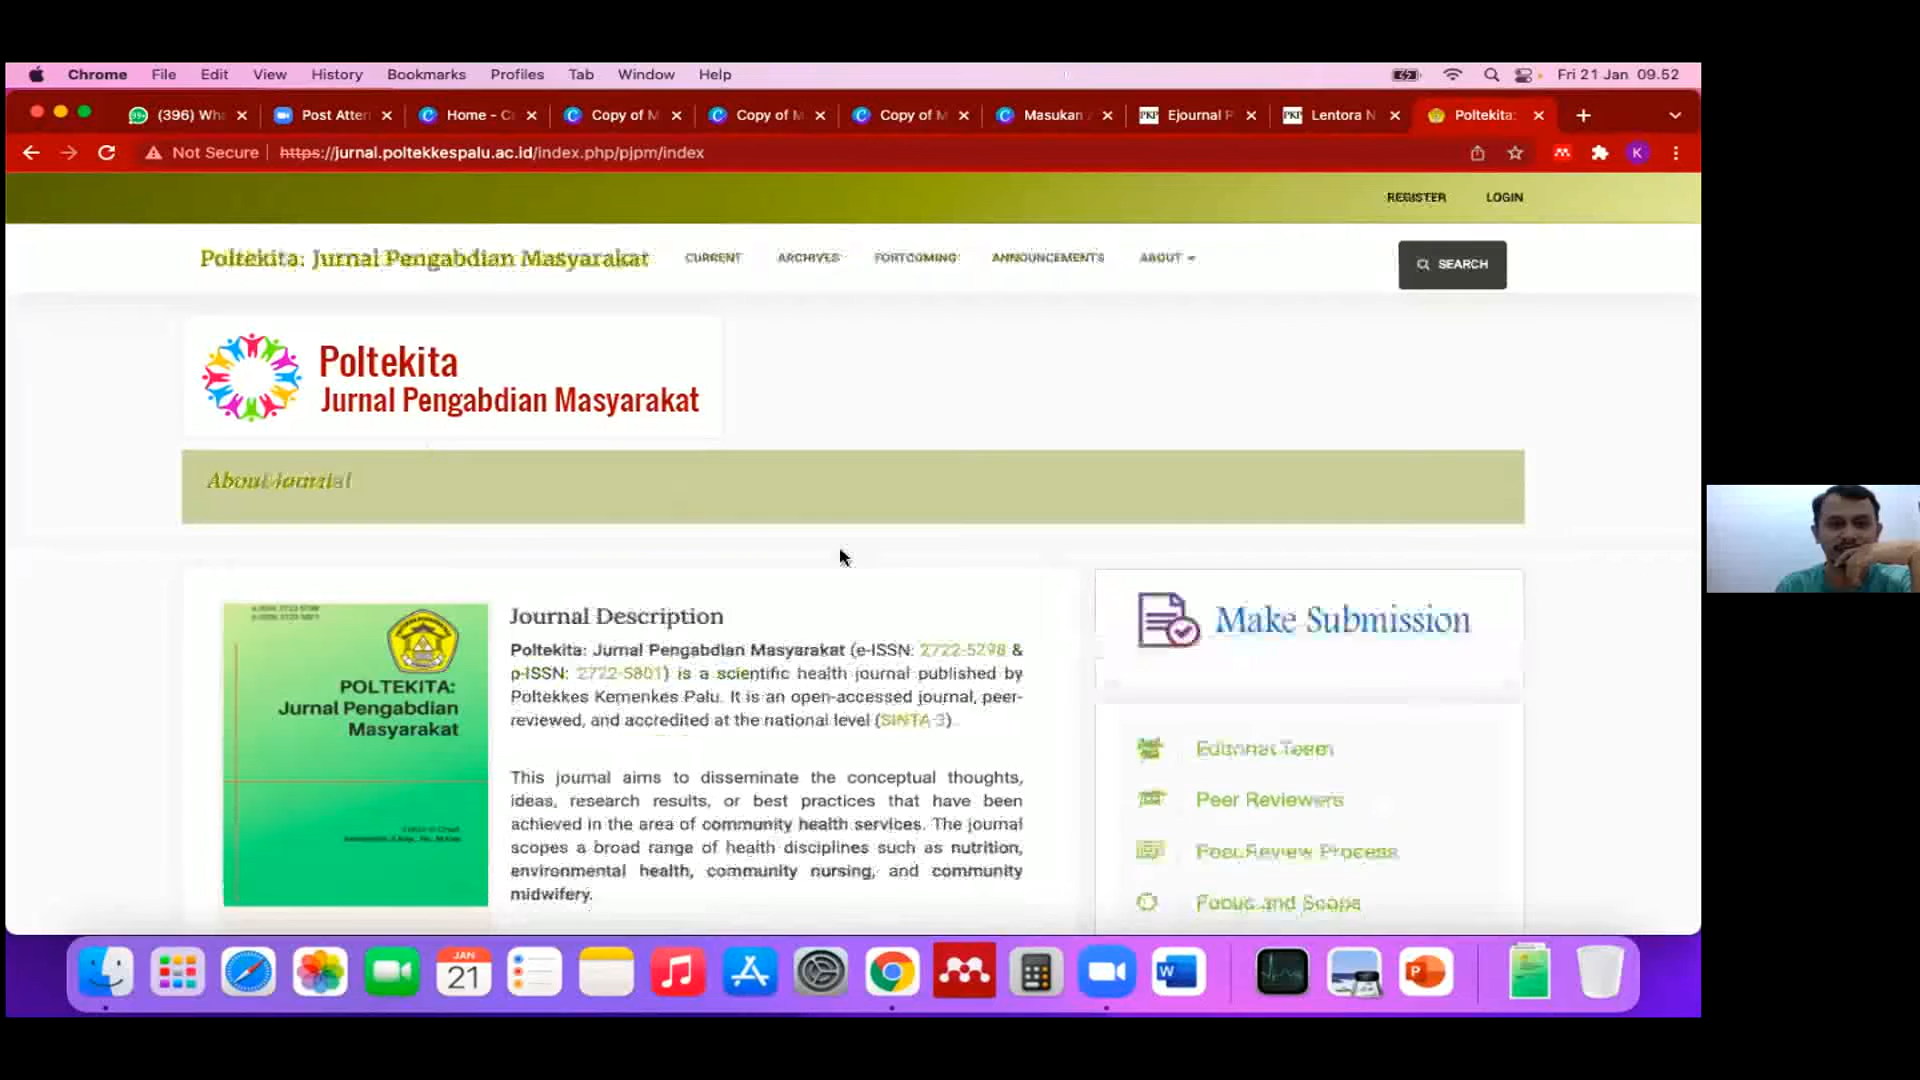 Chrome File Edit View History Bookmarks Profiles Tab Window Help Fri 21 Jan 09.52
(396) Wha Post Atten Home - C Copy of M Copy of M Copy of M Masukan Ejournal P Lentora N Poltekita:
Not Secure https://jurnal.poltekkespalu.ac.id/index.php/pjpm/index K
REGISTER LOGIN
Poltekita: Jurnal Pengabdian Masyarakat CURRENT ARCHIVES FORTCOMING ANNOUNCEMENTS ABOUT SEARCH
Poltekita
Jurnal Pengabdian Masyarakat
About Journal
Journal Description
Poltekita: Jurnal Pengabdian Masyarakat (e-ISSN: 2722-5298 &
p-ISSN: 2722-5801) is a scientific health journal published by
Poltekkes Kemenkes Palu. It is an open-accessed journal, peer-
reviewed, and accredited at the national level (SINTA 3).
This journal aims to disseminate the conceptual thoughts,
ideas, research results, or best practices that have been
achieved in the area of community health services. The journal
scopes a broad range of health disciplines such as nutrition,
environmental health, community nursing, and community
midwifery.
POLTEKITA:
Jurnal Pengabdian
Masyarakat
Make Submission
Editorial Team
Peer Reviewers
Peer Review Process
Focus and Scope
JAN
21
W
P